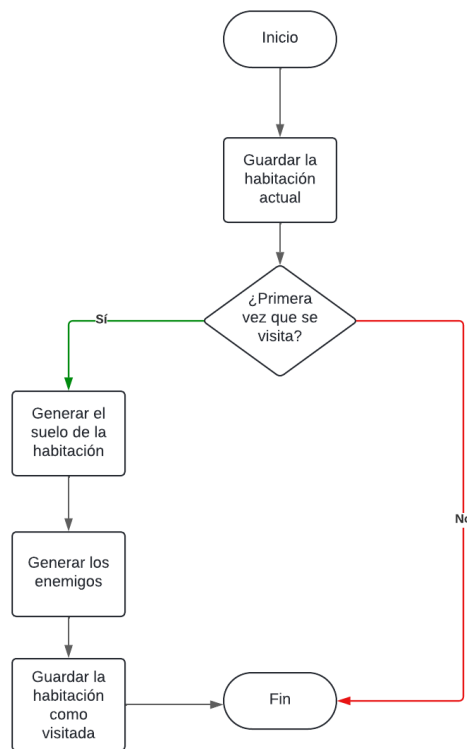 Inicio
Guardar la
habitación
actual
¿Primera
vez que se
visita?
Sí
Generar el
suelo de la
habitación
No
Generar los
enemigos
Guardar la
habitación
como
visitada
Fin